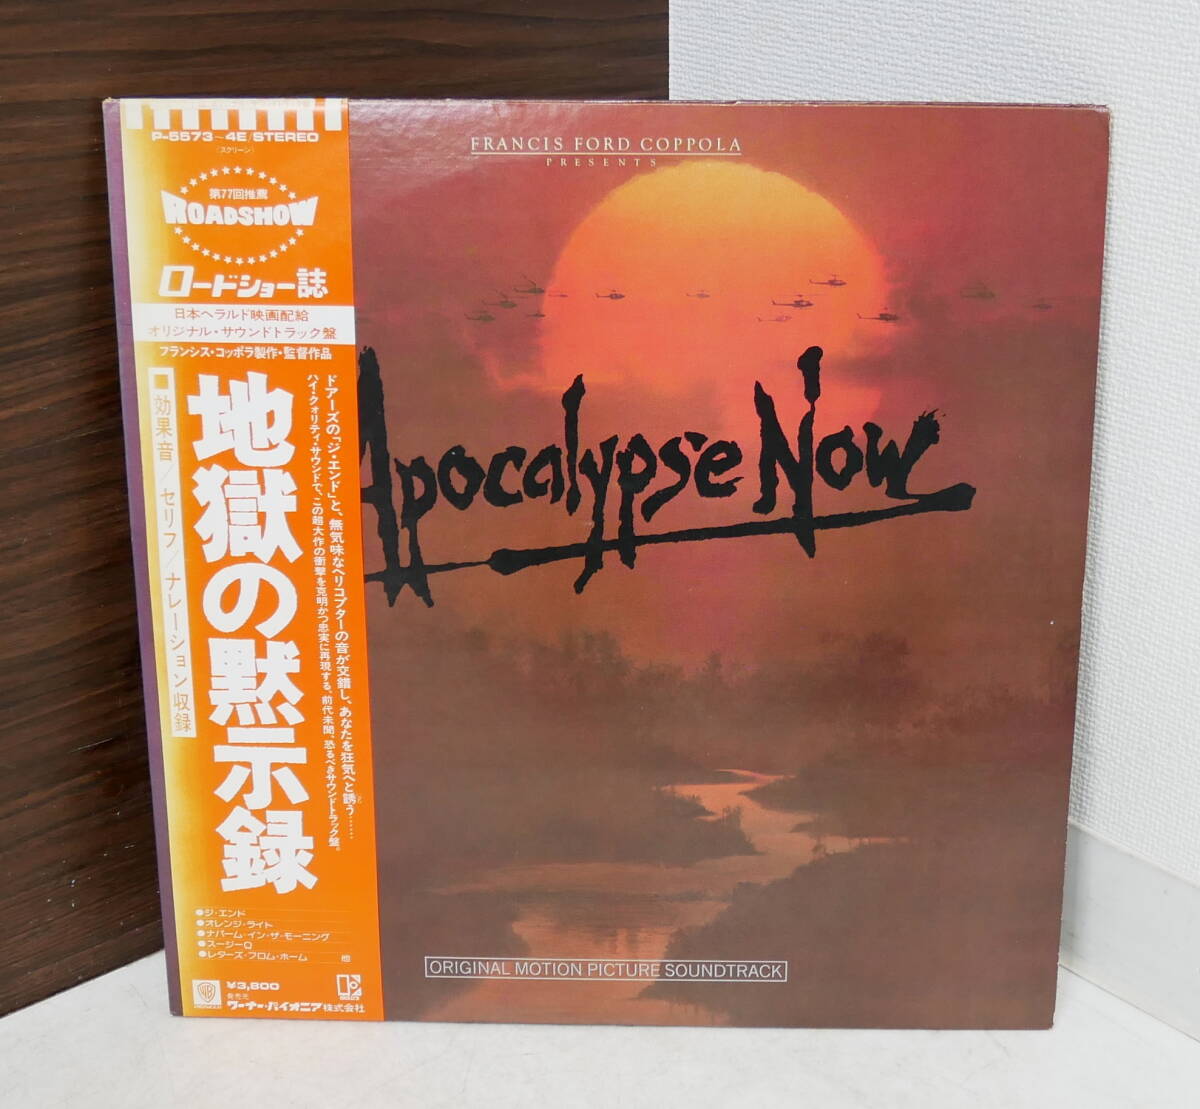 P-5573~4E/STEREO
(スクリーン)
第77回推薦
ROADSHOW
ロードショー誌
日本ヘラルド映画配給
オリジナル・サウンドトラック盤
フランシス・コッポラ製作・監督作品
ドアーズの「ジ・エンド」と、無気味なヘリコプターの音が交錯し、あなたを狂気へと誘う……
ハイ・クォリティ・サウンドで、この超大作の衝撃を克明かつ忠実に再現する、前代未聞、恐るべきサウンドトラック盤。
地獄の黙示録
効果音/セリフ/ナレーション収録
●ジ・エンド
●オレンジ・ライト
●ナパーム・イン・ザ・モーニング
●スージーQ
●レターズ・フロム・ホーム 他
¥3,800
発売元
ワーナー・パイオニア株式会社
WB
PIONEER
FRANCIS FORD COPPOLA
PRESENTS
Apocalypse Now
ORIGINAL MOTION PICTURE SOUNDTRACK